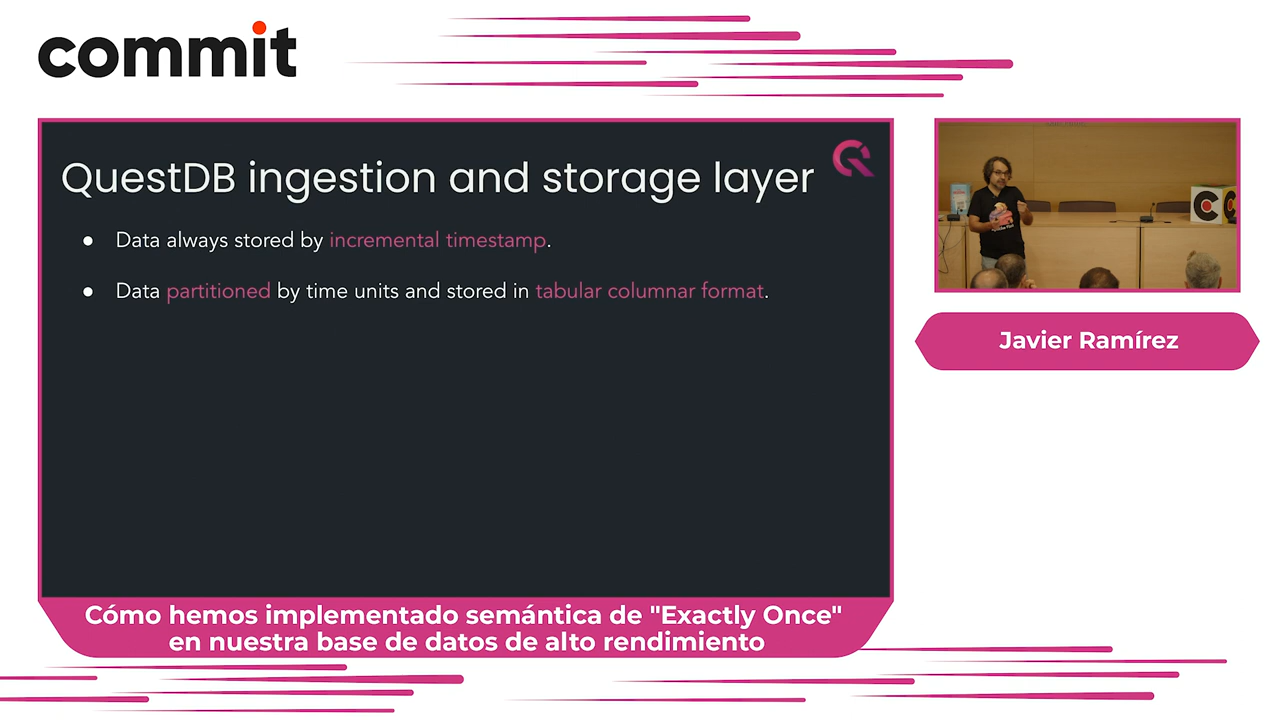 commit
QuestDB ingestion and storage layer
● Data always stored by incremental timestamp.
● Data partitioned by time units and stored in tabular columnar format.
Javier Ramírez
Cómo hemos implementado semántica de "Exactly Once"
en nuestra base de datos de alto rendimiento